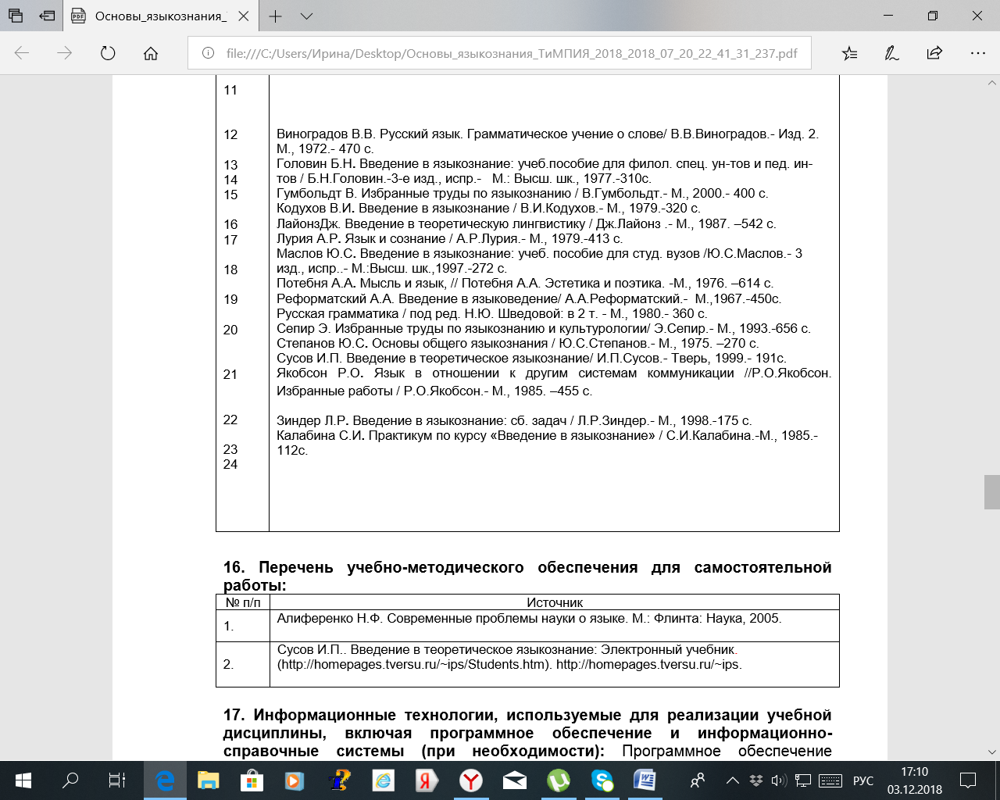 Основы_языкознания_
file:///C:/Users/Ирина/Desktop/Основы_языкознания_ТиМПИЯ_2018_2018_07_20_22_41_31_237.pdf
11
12 Виноградов В.В. Русский язык. Грамматическое учение о слове/ В.В.Виноградов.- Изд. 2.
М., 1972.- 470 с.
13 Головин Б.Н. Введение в языкознание: учеб.пособие для филол. спец. ун-тов и пед. ин-
14 тов / Б.Н.Головин.-3-е изд., испр.- М.: Высш. шк., 1977.-310с.
15 Гумбольдт В. Избранные труды по языкознанию / В.Гумбольдт.- М., 2000.- 400 с.
Кодухов В.И. Введение в языкознание / В.И.Кодухов.- М., 1979.-320 с.
16 ЛайонзДж. Введение в теоретическую лингвистику / Дж.Лайонз .- М., 1987. –542 с.
17 Лурия А.Р. Язык и сознание / А.Р.Лурия.- М., 1979.-413 с.
Маслов Ю.С. Введение в языкознание: учеб. пособие для студ. вузов /Ю.С.Маслов.- 3
18 изд., испр..- М.:Высш. шк.,1997.-272 с.
Потебня А.А. Мысль и язык, // Потебня А.А. Эстетика и поэтика. -М., 1976. –614 с.
19 Реформатский А.А. Введение в языковедение/ А.А.Реформатский.- М.,1967.-450с.
Русская грамматика / под ред. Н.Ю. Шведовой: в 2 т. - М., 1980.- 360 с.
20 Сепир Э. Избранные труды по языкознанию и культурологии/ Э.Сепир.- М., 1993.-656 с.
Степанов Ю.С. Основы общего языкознания / Ю.С.Степанов.- М., 1975. –270 с.
Сусов И.П. Введение в теоретическое языкознание/ И.П.Сусов.- Тверь, 1999.- 191с.
21 Якобсон Р.О. Язык в отношении к другим системам коммуникации //Р.О.Якобсон.
Избранные работы / Р.О.Якобсон.- М., 1985. –455 с.
22 Зиндер Л.Р. Введение в языкознание: сб. задач / Л.Р.Зиндер.- М., 1998.-175 с.
Калабина С.И. Практикум по курсу «Введение в языкознание» / С.И.Калабина.-М., 1985.-
23 112с.
24
16. Перечень учебно-методического обеспечения для самостоятельной
работы:
№ п/п Источник
1. Алиференко Н.Ф. Современные проблемы науки о языке. М.: Флинта: Наука, 2005.
Сусов И.П.. Введение в теоретическое языкознание: Электронный учебник.
2. (http://homepages.tversu.ru/~ips/Students.htm). http://homepages.tversu.ru/~ips.
17. Информационные технологии, используемые для реализации учебной
дисциплины, включая программное обеспечение и информационно-
справочные системы (при необходимости): Программное обеспечение
РУС
17:10
03.12.2018